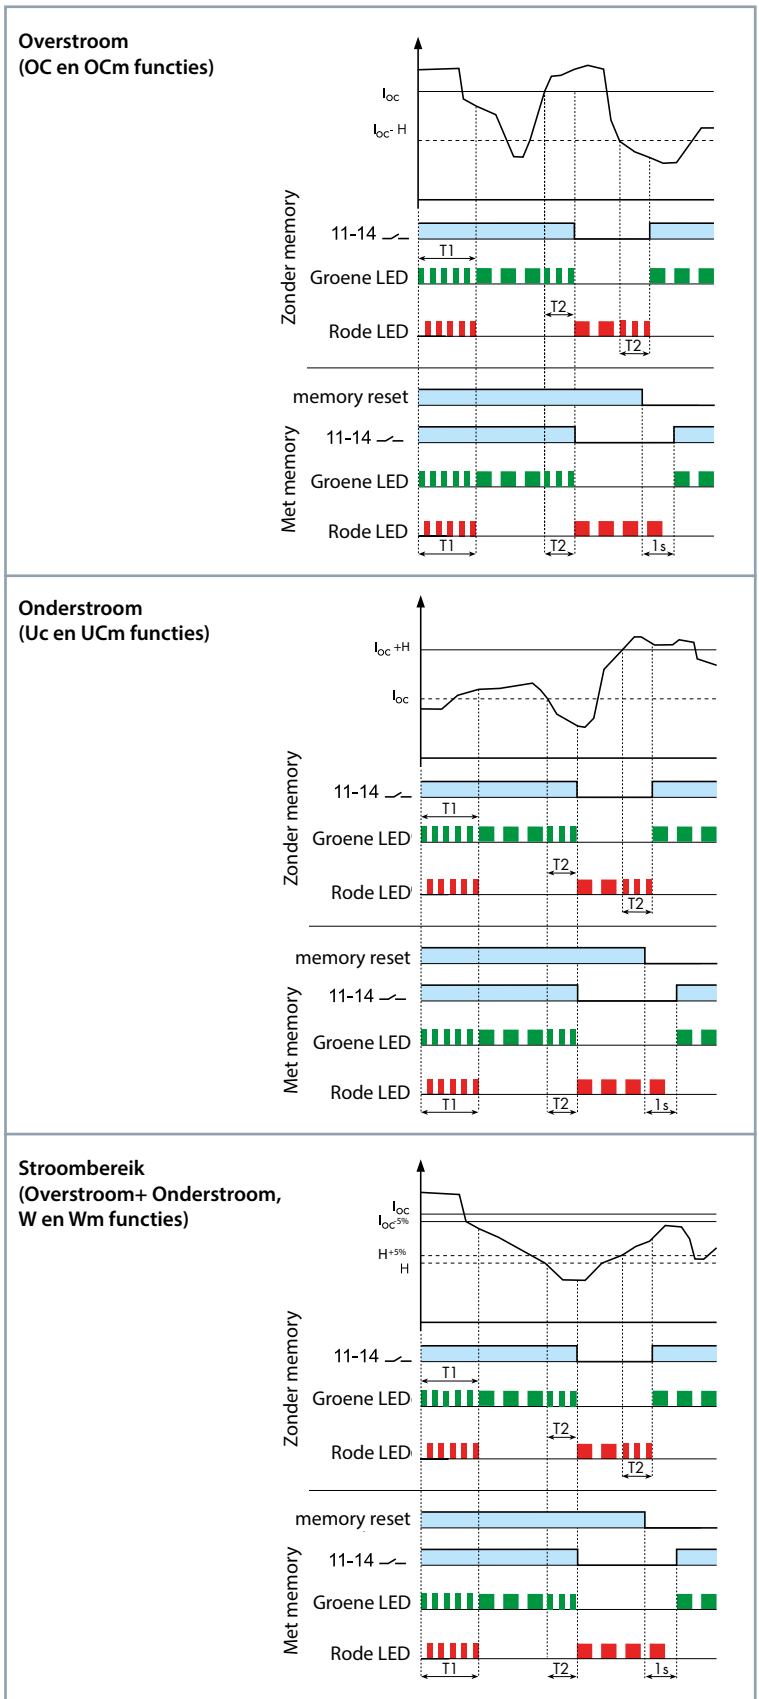 Overstroom
(OC en OCm functies)
IOC
IOC- H
Zonder memory
11-14
T1
Groene LED
T2
Rode LED
T2
memory reset
Met memory
11-14
Groene LED
Rode LED
T1
T2
1s
Onderstroom
(Uc en UCm functies)
IOC +H
IOC
Zonder memory
11-14
T1
Groene LED
T2
Rode LED
T2
memory reset
Met memory
11-14
Groene LED
Rode LED
T1
T2
1s
Stroombereik
(Overstroom+ Onderstroom,
W en Wm functies)
IOC
IOC-5%
H+5%
H
Zonder memory
11-14
T1
Groene LED
T2
Rode LED
T2
memory reset
Met memory
11-14
Groene LED
Rode LED
T1
T2
1s